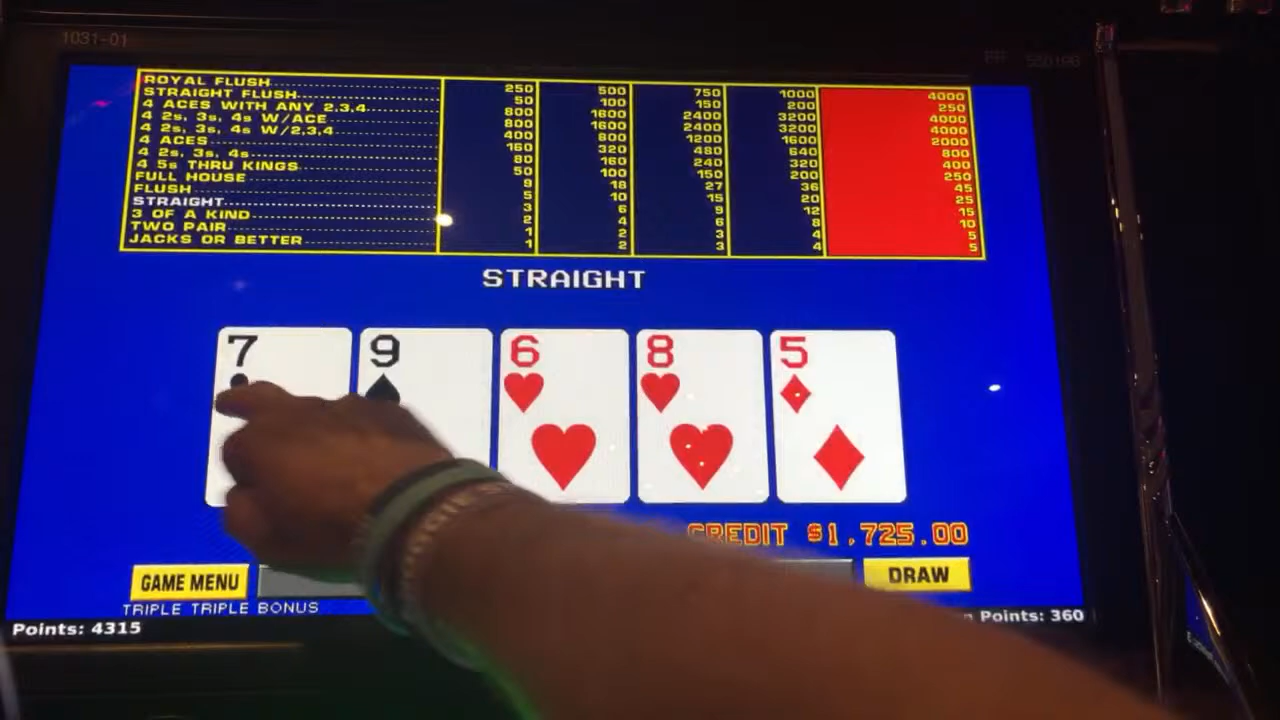 1031-01
ROYAL FLUSH 250 500 750 1000 4000
STRAIGHT FLUSH 50 100 150 200 250
4 ACES WITH ANY 2,3,4 800 1600 2400 3200 4000
4 2s, 3s, 4s W/ACE 800 1600 2400 3200 4000
4 2s, 3s, 4s W/2,3,4 400 800 1200 1600 2000
4 ACES 160 320 480 640 800
4 2s, 3s, 4s 80 160 240 320 400
4 5s THRU KINGS 50 100 150 200 250
FULL HOUSE 9 18 27 36 45
FLUSH 5 10 15 20 25
STRAIGHT 3 6 9 12 15
3 OF A KIND 2 4 6 8 10
TWO PAIR 1 2 3 4 5
JACKS OR BETTER 1 2 3 4 5
STRAIGHT
7 9 6 8 5
CREDIT $1,725.00
GAME MENU
DRAW
TRIPLE TRIPLE BONUS
Points: 4315
Points: 360